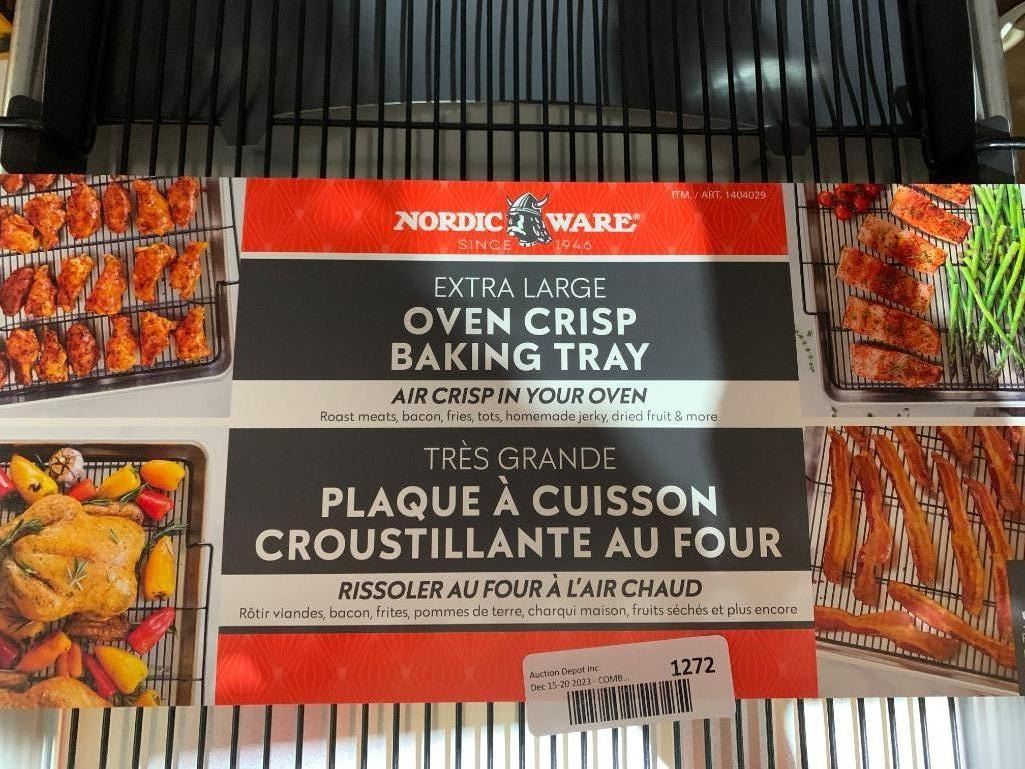 ITM. / ART. 1404029
NORDIC WARE®
SINCE 1946
EXTRA LARGE
OVEN CRISP
BAKING TRAY
AIR CRISP IN YOUR OVEN
Roast meats, bacon, fries, tots, homemade jerky, dried fruit & more
TRÈS GRANDE
PLAQUE À CUISSON
CROUSTILLANTE AU FOUR
RISSOLER AU FOUR À L'AIR CHAUD
Rôtir viandes, bacon, frites, pommes de terre, charqui maison, fruits séchés et plus encore
Auction Depot Inc
1272
Dec 15-20 2023 - COMB...